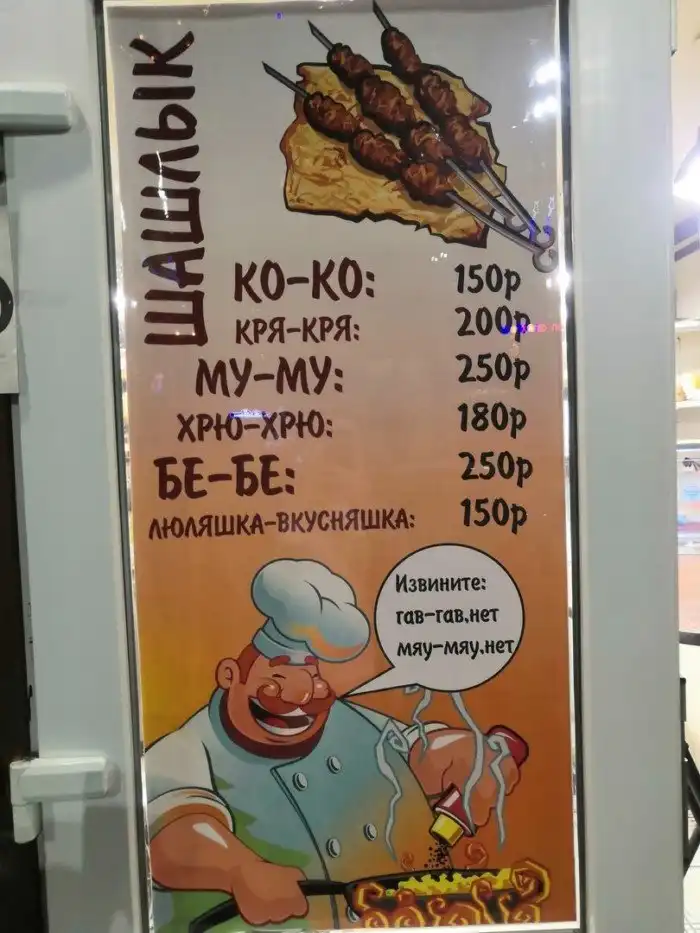 ШАШЛЫК
КО-КО: 150р
КРЯ-КРЯ: 200р
МУ-МУ: 250р
ХРЮ-ХРЮ: 180р
БЕ-БЕ: 250р
ЛЮЛЯШКА-ВКУСНЯШКА: 150р
Извините:
гав-гав,нет
мяу-мяу,нет